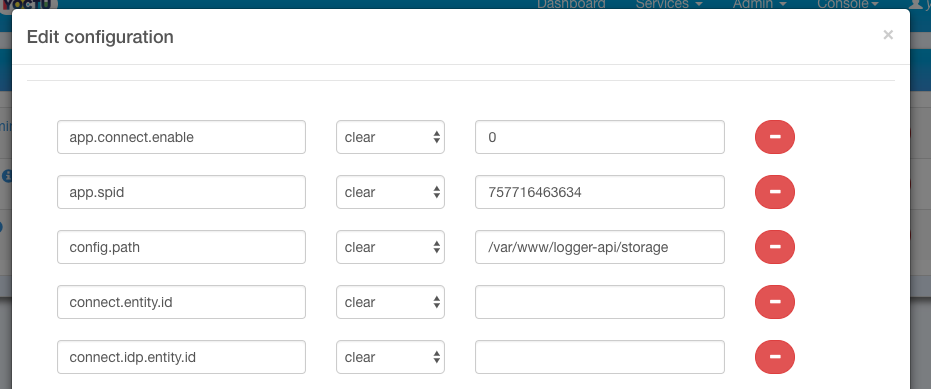 YOCTU
Dashboard Services Admin Console
Edit configuration ×
app.connect.enable clear 0
app.spid clear 757716463634
config.path clear /var/www/logger-api/storage
connect.entity.id clear
connect.idp.entity.id clear